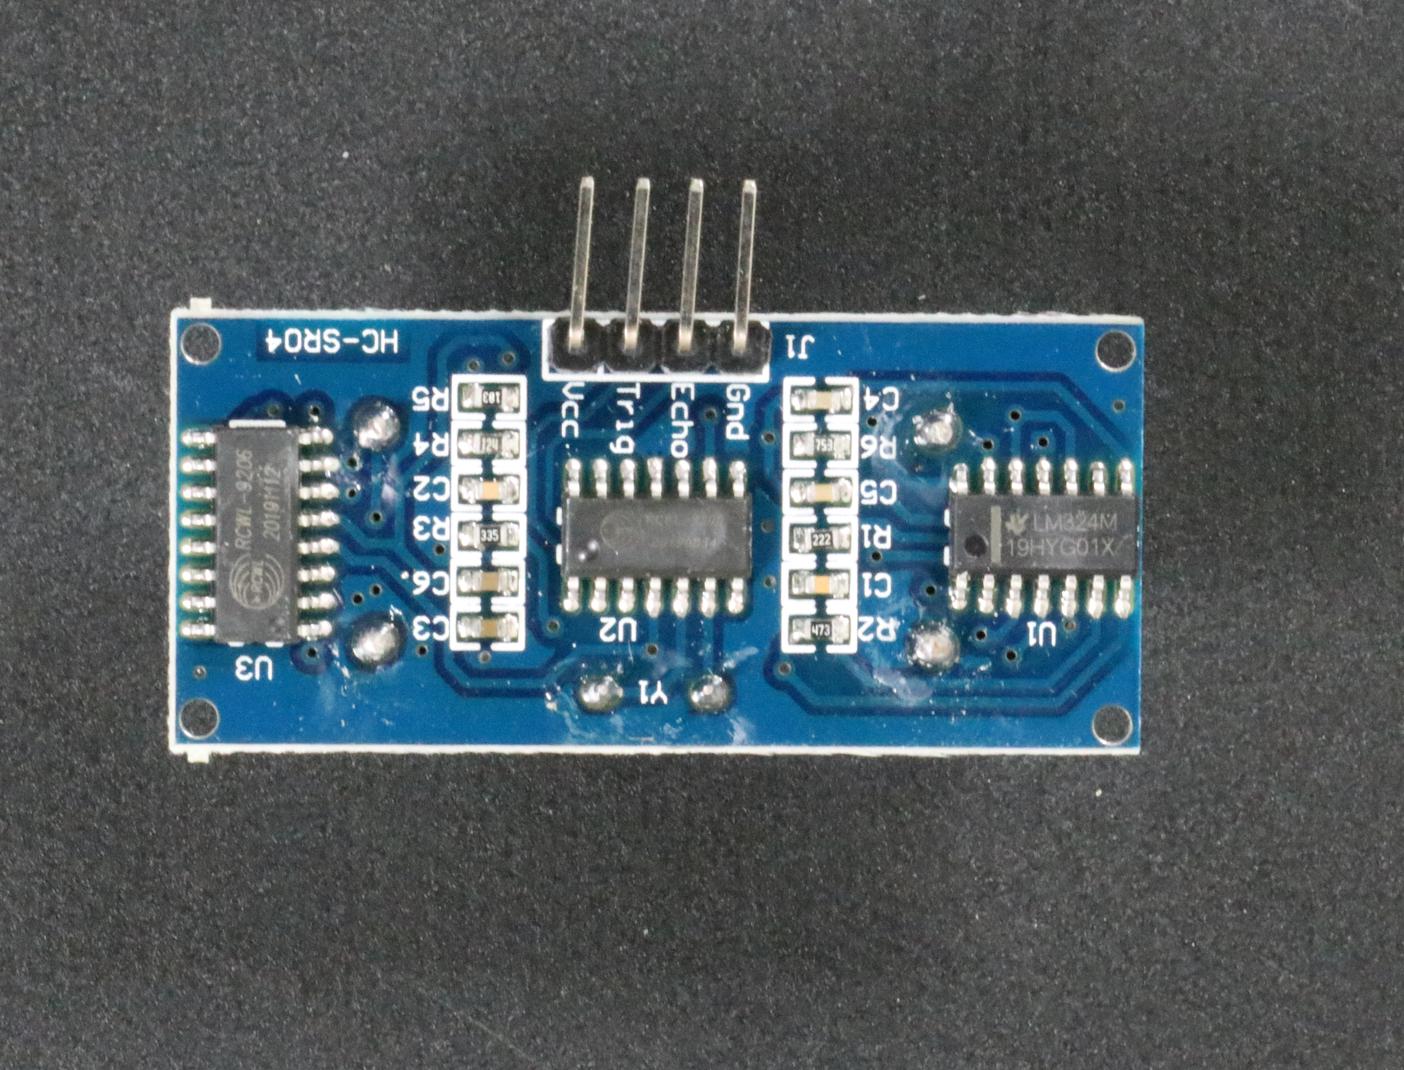 HC-SR04
J1
Vcc
Trig
Echo
Gnd
R5
103
C4
R4
124
753
R6
C2
C5
R3
335
222
R1
C6
C1
C3
473
R2
RCWL-9206
U3
U2
LM324M
19HYG01X
U1
Y1